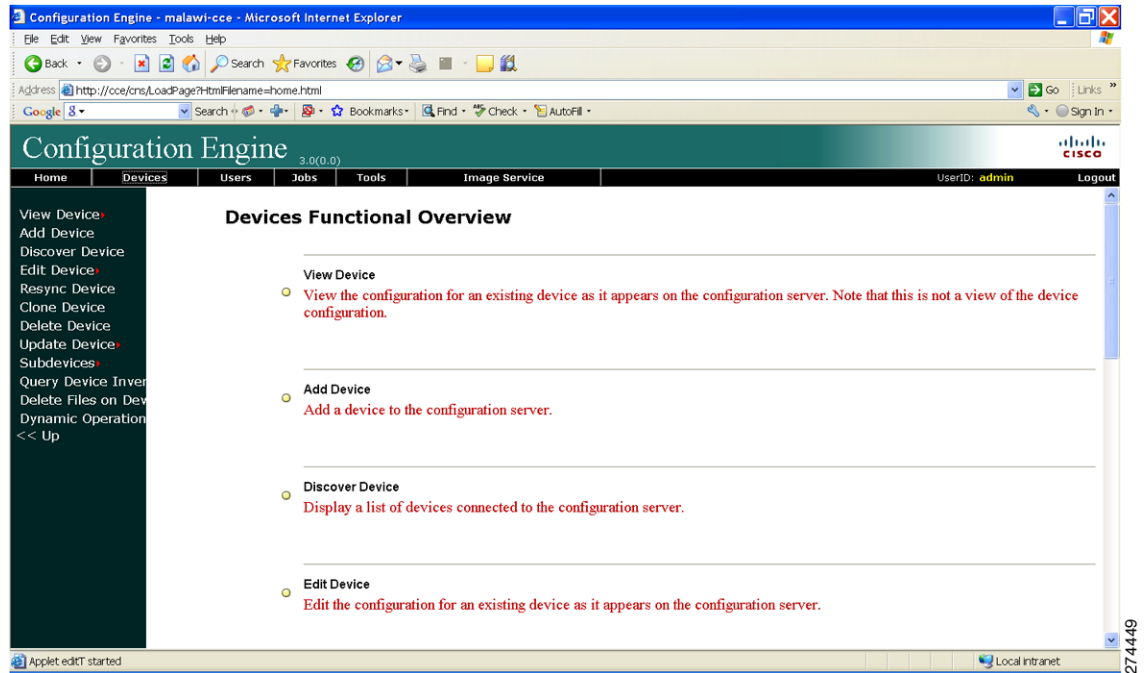 Configuration Engine - malawi-cce - Microsoft Internet Explorer
File Edit View Favorites Tools Help
Back Search Favorites
Address http://cce/cns/LoadPage?HtmlFilename=home.html Go Links »
Google Search Bookmarks Find Check AutoFill Sign In
Configuration Engine 3.0(0.0) CISCO
Home Devices Users Jobs Tools Image Service UserID: admin Logout
View Device
Add Device
Discover Device
Edit Device
Resync Device
Clone Device
Delete Device
Update Device
Subdevices
Query Device Inver
Delete Files on Dev
Dynamic Operation
<< Up
Devices Functional Overview
View Device
View the configuration for an existing device as it appears on the configuration server. Note that this is not a view of the device
configuration.
Add Device
Add a device to the configuration server.
Discover Device
Display a list of devices connected to the configuration server.
Edit Device
Edit the configuration for an existing device as it appears on the configuration server.
Applet editT started Local intranet
274449